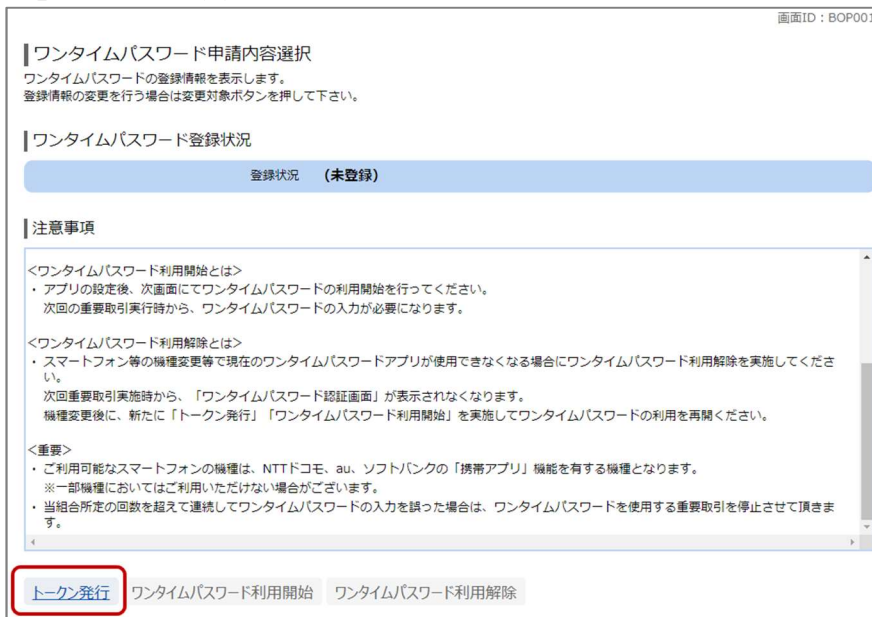 画面ID：BOP001
ワンタイムパスワード申請内容選択
ワンタイムパスワードの登録情報を表示します。
登録情報の変更を行う場合は変更対象ボタンを押して下さい。
ワンタイムパスワード登録状況
登録状況 (未登録)
注意事項
<ワンタイムパスワード利用開始とは>
・アプリの設定後、次画面にてワンタイムパスワードの利用開始を行ってください。
次回の重要取引実行時から、ワンタイムパスワードの入力が必要になります。
<ワンタイムパスワード利用解除とは>
・スマートフォン等の機種変更等で現在のワンタイムパスワードアプリが使用できなくなる場合にワンタイムパスワード利用解除を実施してくださ
い。
次回重要取引実施時から、「ワンタイムパスワード認証画面」が表示されなくなります。
機種変更後に、新たに「トークン発行」「ワンタイムパスワード利用開始」を実施してワンタイムパスワードの利用を再開ください。
<重要>
・ご利用可能なスマートフォンの機種は、NTTドコモ、au、ソフトバンクの「携帯アプリ」機能を有する機種となります。
※一部機種においてはご利用いただけない場合がございます。
・当組合所定の回数を超えて連続してワンタイムパスワードの入力を誤った場合は、ワンタイムパスワードを使用する重要取引を停止させて頂きま
す。
トークン発行 ワンタイムパスワード利用開始 ワンタイムパスワード利用解除